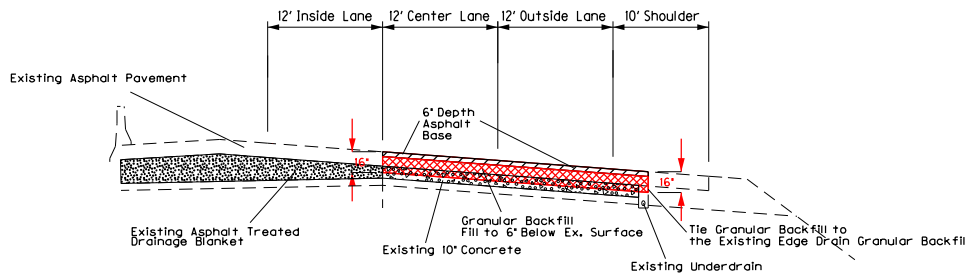 12' Inside Lane
12' Center Lane
12' Outside Lane
10' Shoulder
Existing Asphalt Pavement
6" Depth
Asphalt
Base
16"
16"
Existing Asphalt Treated
Drainage Blanket
Existing 10" Concrete
Granular Backfill
Fill to 6" Below Ex. Surface
Tie Granular Backfill to
the Existing Edge Drain Granular Backfil
Existing Underdrain